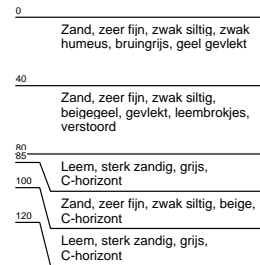 0
Zand, zeer fijn, zwak siltig, zwak
humeus, bruingrijs, geel gevlekt
40
Zand, zeer fijn, zwak siltig,
beigegeel, gevlekt, leembrokjes,
verstoord
80
85
Leem, sterk zandig, grijs,
C-horizont
100
Zand, zeer fijn, zwak siltig, beige,
C-horizont
120
Leem, sterk zandig, grijs,
C-horizont